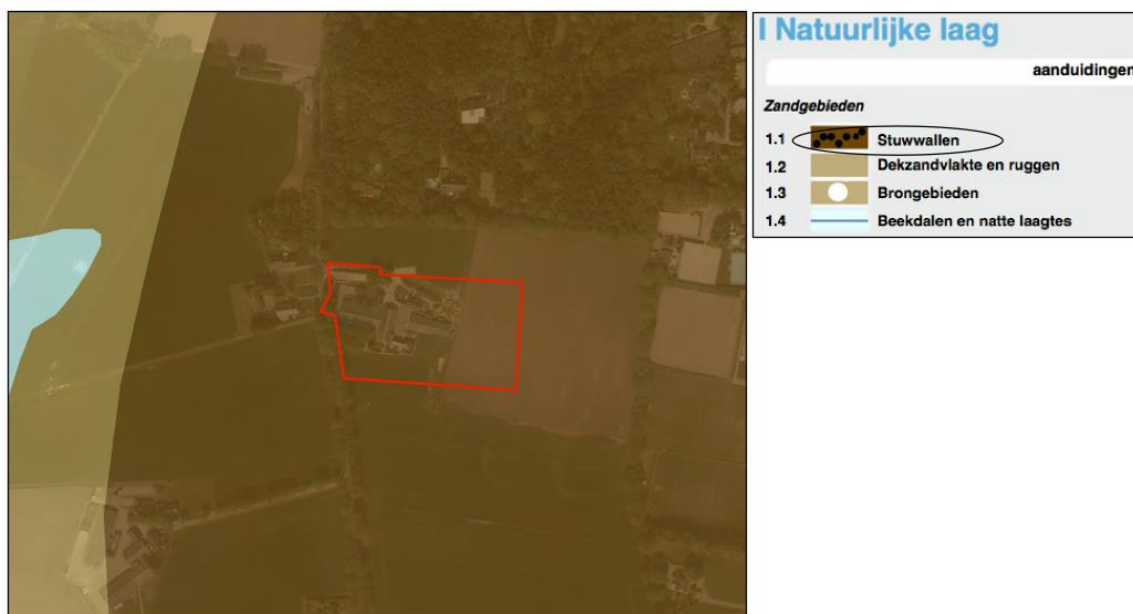 I Natuurlijke laag
aanduidingen
Zandgebieden
1.1 Stuwwallen
1.2 Dekzandvlakte en ruggen
1.3 Brongebieden
1.4 Beekdalen en natte laagtes